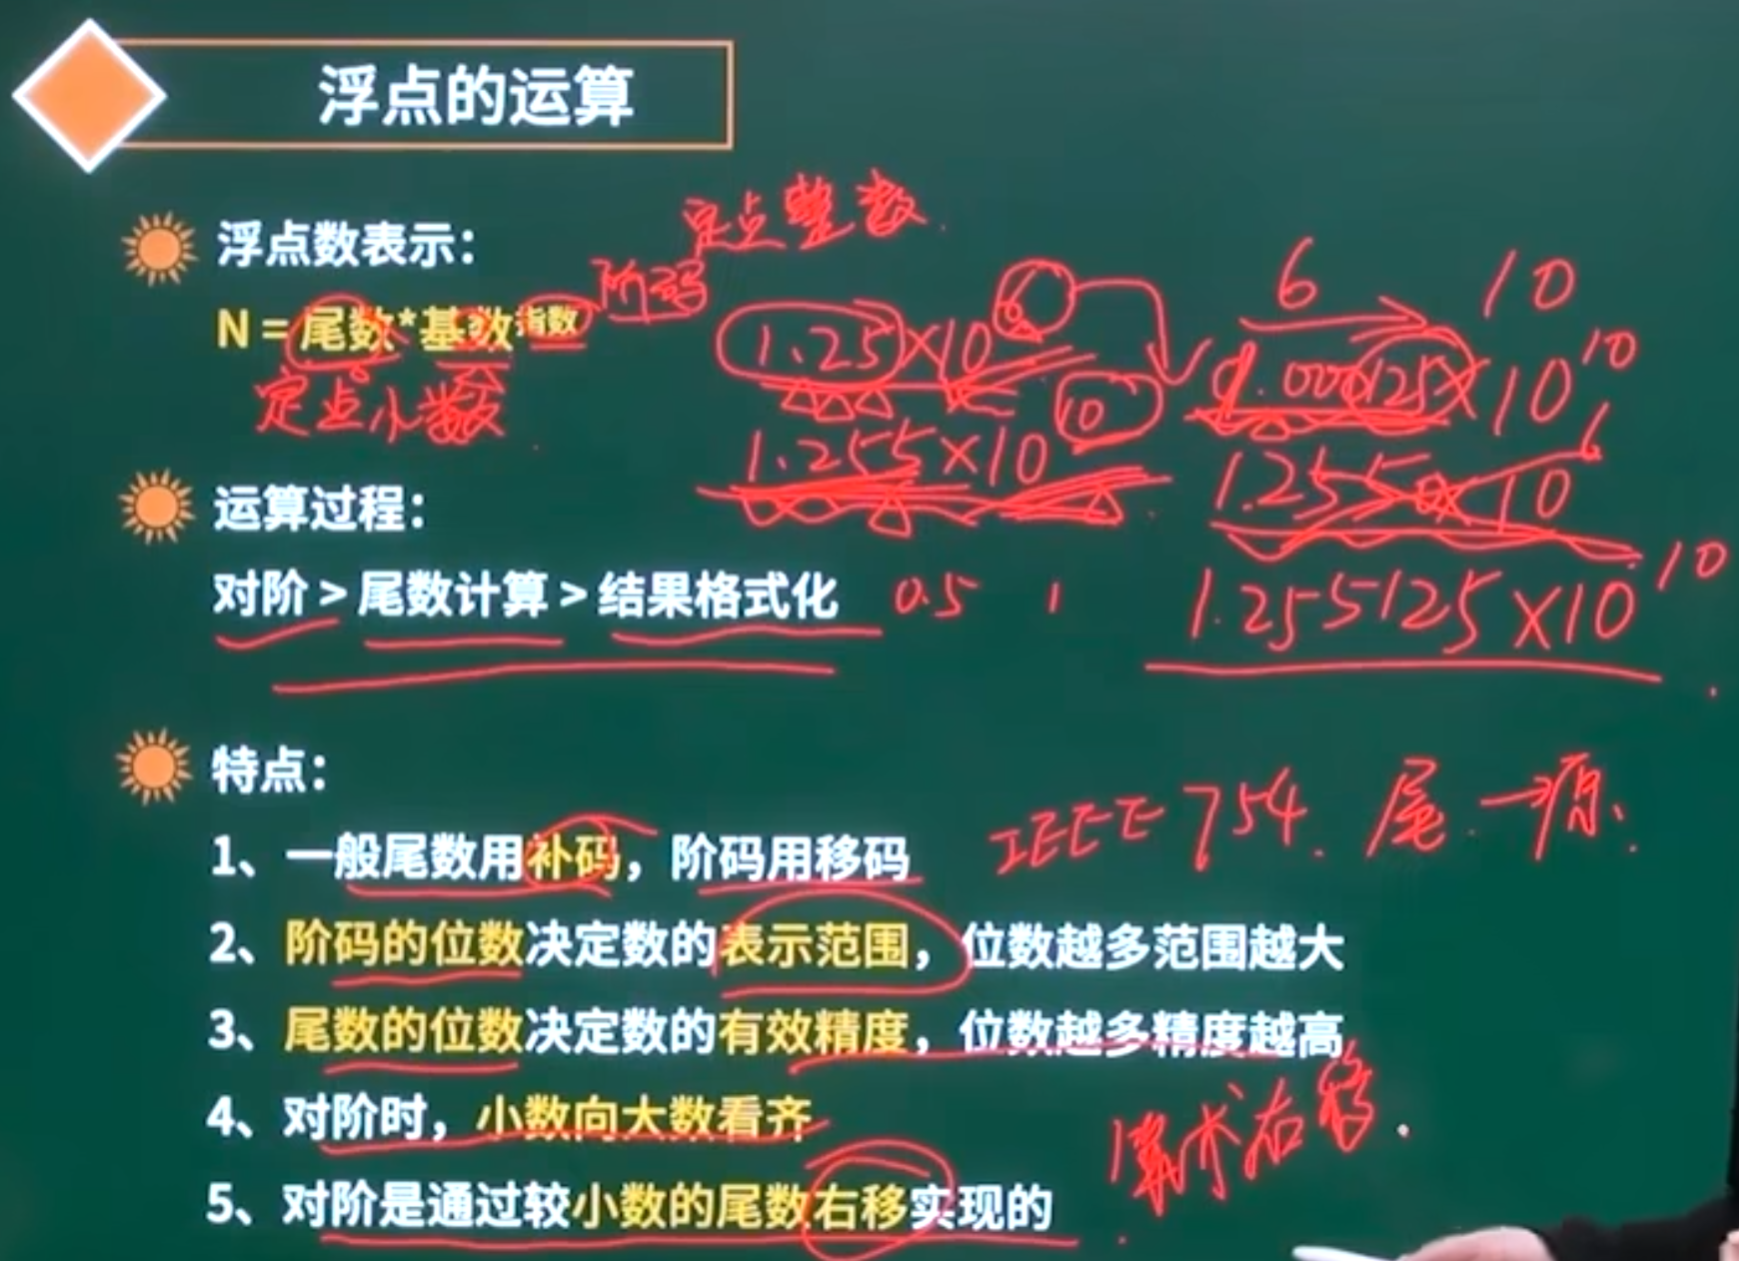 浮点的运算
浮点数表示：
定点整数
N = 尾数*基数指数
阶码
定点小数
1.25×10 6
6
10
0.000125×10 10
1.255×10 10
1.255×10 6
运算过程：
对阶 > 尾数计算 > 结果格式化
0.5 1
1.255125×10 10
特点：
1、一般尾数用补码，阶码用移码
IEEE754. 尾一源.
2、阶码的位数决定数的表示范围，位数越多范围越大
3、尾数的位数决定数的有效精度，位数越多精度越高
4、对阶时，小数向大数看齐
算术右移.
5、对阶是通过较小数的尾数右移实现的